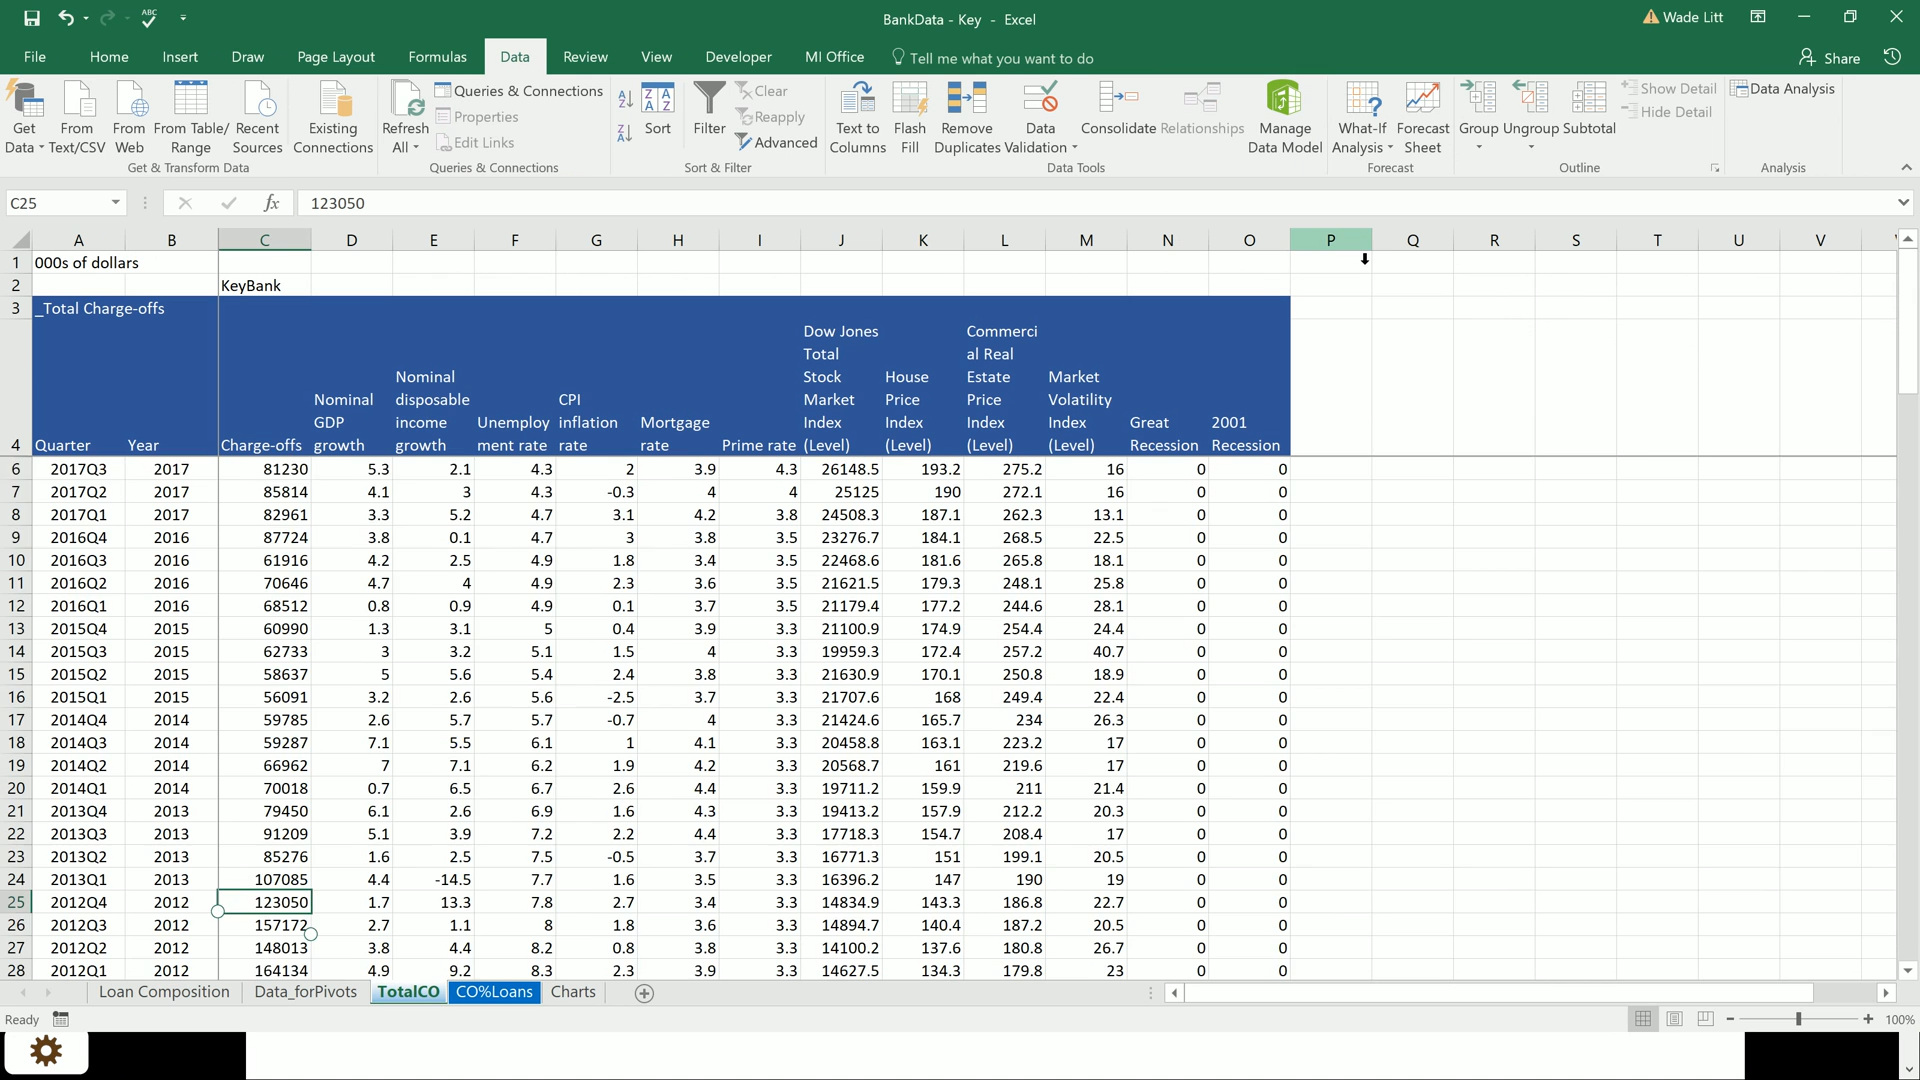 ABC
BankData - Key - Excel
Wade Litt
File Home Insert Draw Page Layout Formulas Data Review View Developer MI Office Tell me what you want to do Share
Get Data From Text/CSV From Web From Table/ Range Recent Sources Existing Connections Refresh All Queries & Connections Properties Edit Links Sort Filter Clear Reapply Advanced Text to Columns Flash Fill Remove Duplicates Data Validation Consolidate Relationships Manage Data Model What-If Analysis Forecast Sheet Group Ungroup Subtotal Show Detail Hide Detail Data Analysis
Get & Transform Data Queries & Connections Sort & Filter Data Tools Forecast Outline Analysis
C25 fx 123050
A B C D E F G H I J K L M N O P Q R S T U V
1 000s of dollars
2 KeyBank
3 _Total Charge-offs
4 Quarter Year Charge-offs Nominal GDP growth Nominal disposable income growth Unemploy ment rate CPI inflation rate Mortgage rate Prime rate Dow Jones Total Stock Market Index (Level) House Price Index (Level) Commerci al Real Estate Price Index (Level) Market Volatility Index (Level) Great Recession 2001 Recession
6 2017Q3 2017 81230 5.3 2.1 4.3 2 3.9 4.3 26148.5 193.2 275.2 16 0 0
7 2017Q2 2017 85814 4.1 3 4.3 -0.3 4 4 25125 190 272.1 16 0 0
8 2017Q1 2017 82961 3.3 5.2 4.7 3.1 4.2 3.8 24508.3 187.1 262.3 13.1 0 0
9 2016Q4 2016 87724 3.8 0.1 4.7 3 3.8 3.5 23276.7 184.1 268.5 22.5 0 0
10 2016Q3 2016 61916 4.2 2.5 4.9 1.8 3.4 3.5 22468.6 181.6 265.8 18.1 0 0
11 2016Q2 2016 70646 4.7 4 4.9 2.3 3.6 3.5 21621.5 179.3 248.1 25.8 0 0
12 2016Q1 2016 68512 0.8 0.9 4.9 0.1 3.7 3.5 21179.4 177.2 244.6 28.1 0 0
13 2015Q4 2015 60990 1.3 3.1 5 0.4 3.9 3.3 21100.9 174.9 254.4 24.4 0 0
14 2015Q3 2015 62733 3 3.2 5.1 1.5 4 3.3 19959.3 172.4 257.2 40.7 0 0
15 2015Q2 2015 58637 5 5.6 5.4 2.4 3.8 3.3 21630.9 170.1 250.8 18.9 0 0
16 2015Q1 2015 56091 3.2 2.6 5.6 -2.5 3.7 3.3 21707.6 168 249.4 22.4 0 0
17 2014Q4 2014 59785 2.6 5.7 5.7 -0.7 4 3.3 21424.6 165.7 234 26.3 0 0
18 2014Q3 2014 59287 7.1 5.5 6.1 1 4.1 3.3 20458.8 163.1 223.2 17 0 0
19 2014Q2 2014 66962 7 7.1 6.2 1.9 4.2 3.3 20568.7 161 219.6 17 0 0
20 2014Q1 2014 70018 0.7 6.5 6.7 2.6 4.4 3.3 19711.2 159.9 211 21.4 0 0
21 2013Q4 2013 79450 6.1 2.6 6.9 1.6 4.3 3.3 19413.2 157.9 212.2 20.3 0 0
22 2013Q3 2013 91209 5.1 3.9 7.2 2.2 4.4 3.3 17718.3 154.7 208.4 17 0 0
23 2013Q2 2013 85276 1.6 2.5 7.5 -0.5 3.7 3.3 16771.3 151 199.1 20.5 0 0
24 2013Q1 2013 107085 4.4 -14.5 7.7 1.6 3.5 3.3 16396.2 147 190 19 0 0
25 2012Q4 2012 123050 1.7 13.3 7.8 2.7 3.4 3.3 14834.9 143.3 186.8 22.7 0 0
26 2012Q3 2012 157172 2.7 1.1 8 1.8 3.6 3.3 14894.7 140.4 187.2 20.5 0 0
27 2012Q2 2012 148013 3.8 4.4 8.2 0.8 3.8 3.3 14100.2 137.6 180.8 26.7 0 0
28 2012Q1 2012 164134 4.9 9.2 8.3 2.3 3.9 3.3 14627.5 134.3 179.8 23 0 0
Loan Composition Data_forPivots TotalCO CO%Loans Charts
Ready 100%